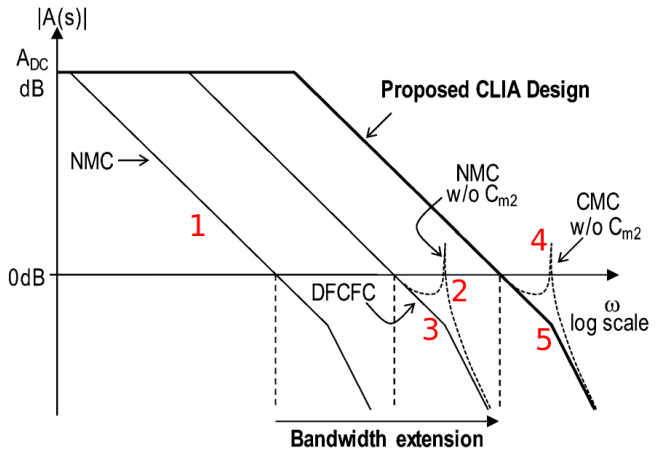 |A(s)|
A_DC
dB
Proposed CLIA Design
NMC
NMC
w/o C_m2
CMC
w/o C_m2
1
4
0dB
2
DFCFC
3
5
ω
log scale
Bandwidth extension